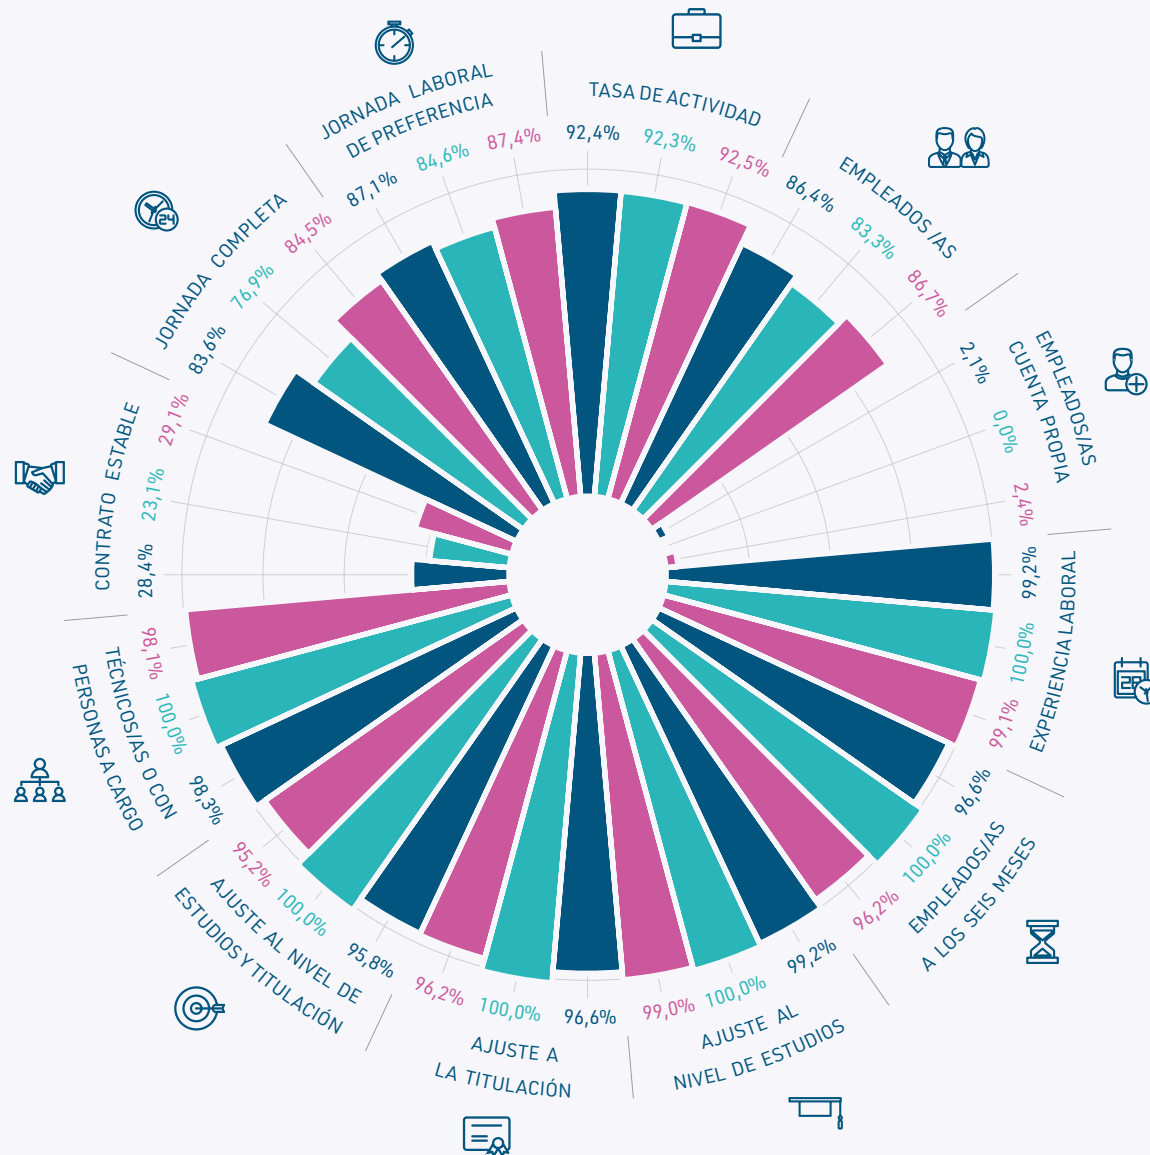 TASA DE ACTIVIDAD
92,4%
92,3%
92,5%
EMPLEADOS/AS
86,4%
83,3%
86,7%
EMPLEADOS/AS
CUENTA PROPIA
2,1%
0,0%
2,4%
EXPERIENCIA LABORAL
99,2%
100,0%
99,1%
EMPLEADOS/AS
A LOS SEIS MESES
96,6%
100,0%
96,2%
AJUSTE AL
NIVEL DE ESTUDIOS
99,2%
100,0%
99,0%
AJUSTE A
LA TITULACIÓN
96,6%
100,0%
96,2%
AJUSTE AL NIVEL DE
ESTUDIOS Y TITULACIÓN
95,8%
100,0%
95,2%
TÉCNICOS/AS O CON
PERSONAS A CARGO
98,3%
100,0%
98,1%
CONTRATO ESTABLE
28,4%
23,1%
29,1%
JORNADA COMPLETA
83,6%
76,9%
84,5%
JORNADA LABORAL
DE PREFERENCIA
87,1%
84,6%
87,4%
24